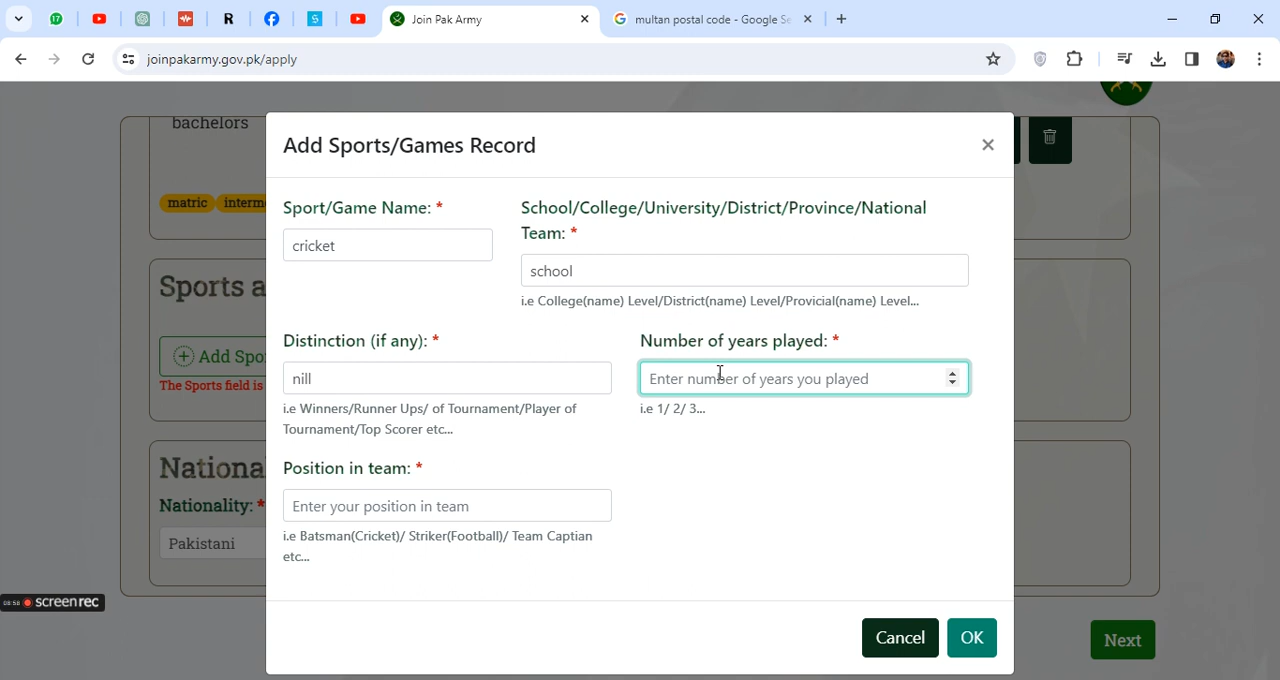 Join Pak Army
multan postal code - Google Se
joinpakarmy.gov.pk/apply
bachelors
matric interm
Add Sports/Games Record
Sport/Game Name: *
School/College/University/District/Province/National
Team: *
cricket
school
i.e College(name) Level/District(name) Level/Provicial(name) Level...
Distinction (if any): *
Number of years played: *
nill
Enter number of years you played
i.e Winners/Runner Ups/ of Tournament/Player of
Tournament/Top Scorer etc...
i.e 1/ 2/ 3...
Position in team: *
Enter your position in team
i.e Batsman(Cricket)/ Striker(Football)/ Team Captian
etc...
Cancel
OK
Sports a
Add Spo
The Sports field is
Nationa
Nationality: *
Pakistani
Next
08:58 screenrec